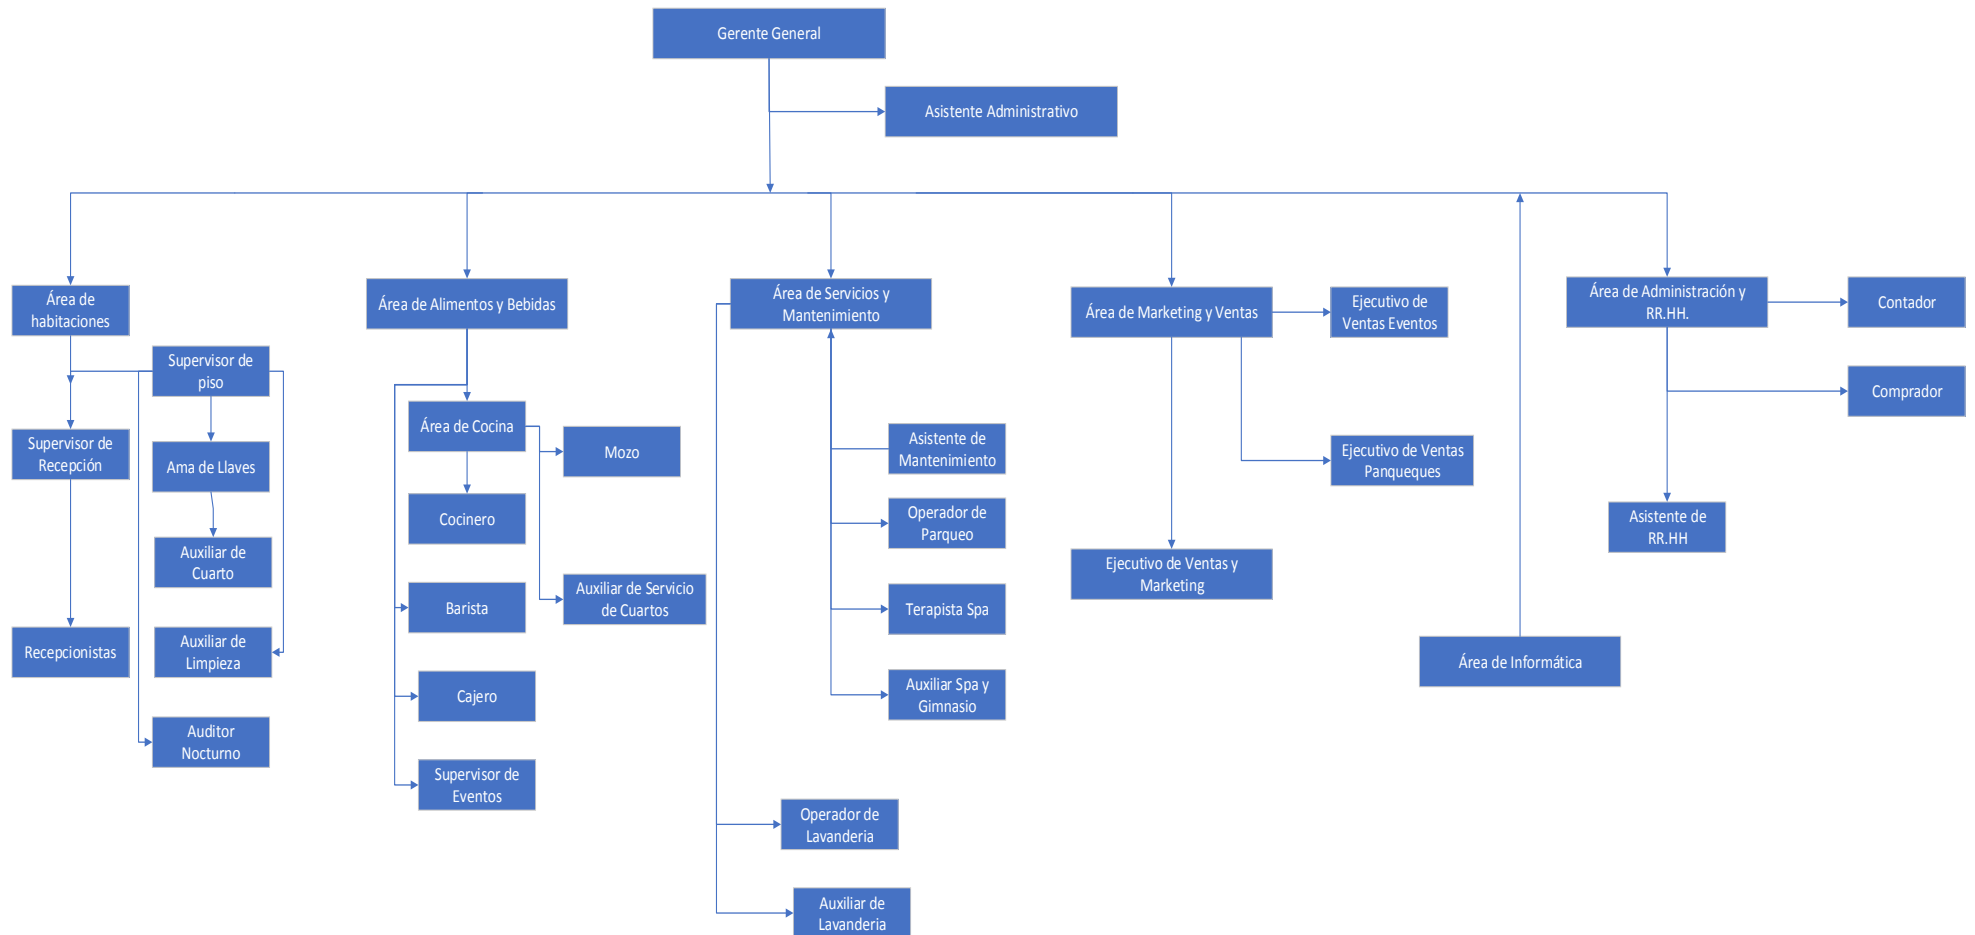 Gerente General
Asistente Administrativo
Área de
habitaciones
Supervisor de
piso
Supervisor de
Recepción
Ama de Llaves
Auxiliar de
Cuarto
Recepcionistas
Auxiliar de
Limpieza
Auditor
Nocturno
Área de Alimentos y Bebidas
Área de Cocina
Mozo
Cocinero
Barista
Auxiliar de Servicio
de Cuartos
Cajero
Supervisor de
Eventos
Área de Servicios y
Mantenimiento
Asistente de
Mantenimiento
Operador de
Parqueo
Terapista Spa
Auxiliar Spa y
Gimnasio
Operador de
Lavanderia
Auxiliar de
Lavanderia
Área de Marketing y Ventas
Ejecutivo de
Ventas Eventos
Ejecutivo de Ventas
Panqueques
Ejecutivo de Ventas y
Marketing
Área de Informática
Área de Administración y
RR.HH.
Contador
Comprador
Asistente de
RR.HH